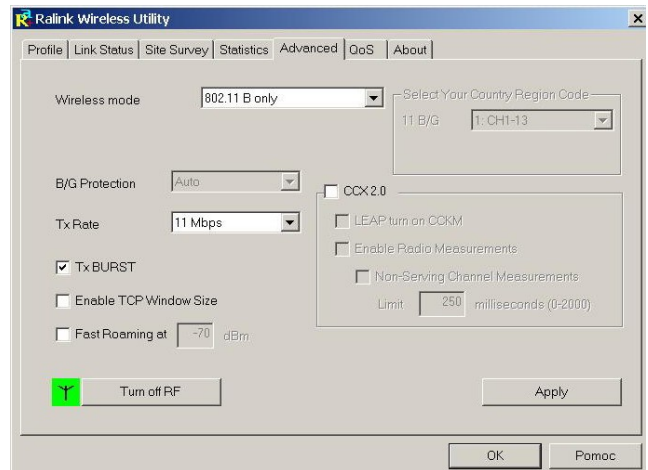 Ralink Wireless Utility
Profile Link Status Site Survey Statistics Advanced QoS About
Wireless mode 802.11 B only
Select Your Country Region Code
11 B/G 1: CH1-13
B/G Protection Auto
CCX 2.0
Tx Rate 11 Mbps
LEAP turn on CCKM
Enable Radio Measurements
Tx BURST
Non-Serving Channel Measurements
Enable TCP Window Size
Limit 250 milliseconds (0-2000)
Fast Roaming at -70 dBm
Turn off RF Apply
OK Pomoc